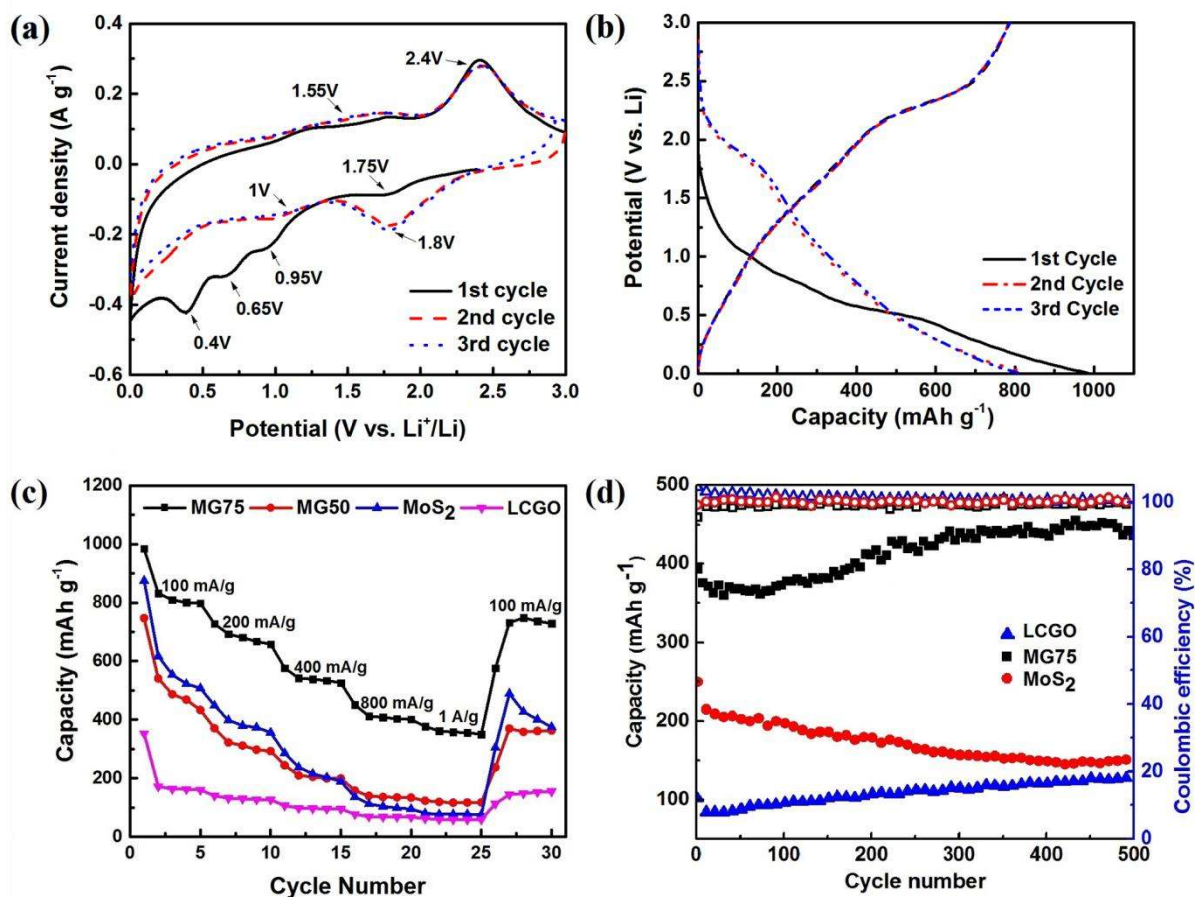 (a)
0.4
0.2
0.0
-0.2
-0.4
-0.6
Current density (A g⁻¹)
2.4V
1.55V
1.75V
1V
1.8V
0.95V
0.65V
0.4V
1st cycle
2nd cycle
3rd cycle
0.0 0.5 1.0 1.5 2.0 2.5 3.0
Potential (V vs. Li⁺/Li)
(b)
3.0
2.5
2.0
1.5
1.0
0.5
0.0
Potential (V vs. Li)
1st Cycle
2nd Cycle
3rd Cycle
0 200 400 600 800 1000
Capacity (mAh g⁻¹)
(c)
1200
1000
800
600
400
200
0
Capacity (mAh g⁻¹)
MG75 MG50 MoS₂ LCGO
100 mA/g
200 mA/g
400 mA/g
800 mA/g
1 A/g
100 mA/g
0 5 10 15 20 25 30
Cycle Number
(d)
500
400
300
200
100
Capacity (mAh g⁻¹)
LCGO
MG75
MoS₂
100
80
60
40
20
0
Coulombic efficiency (%)
0 100 200 300 400 500
Cycle number